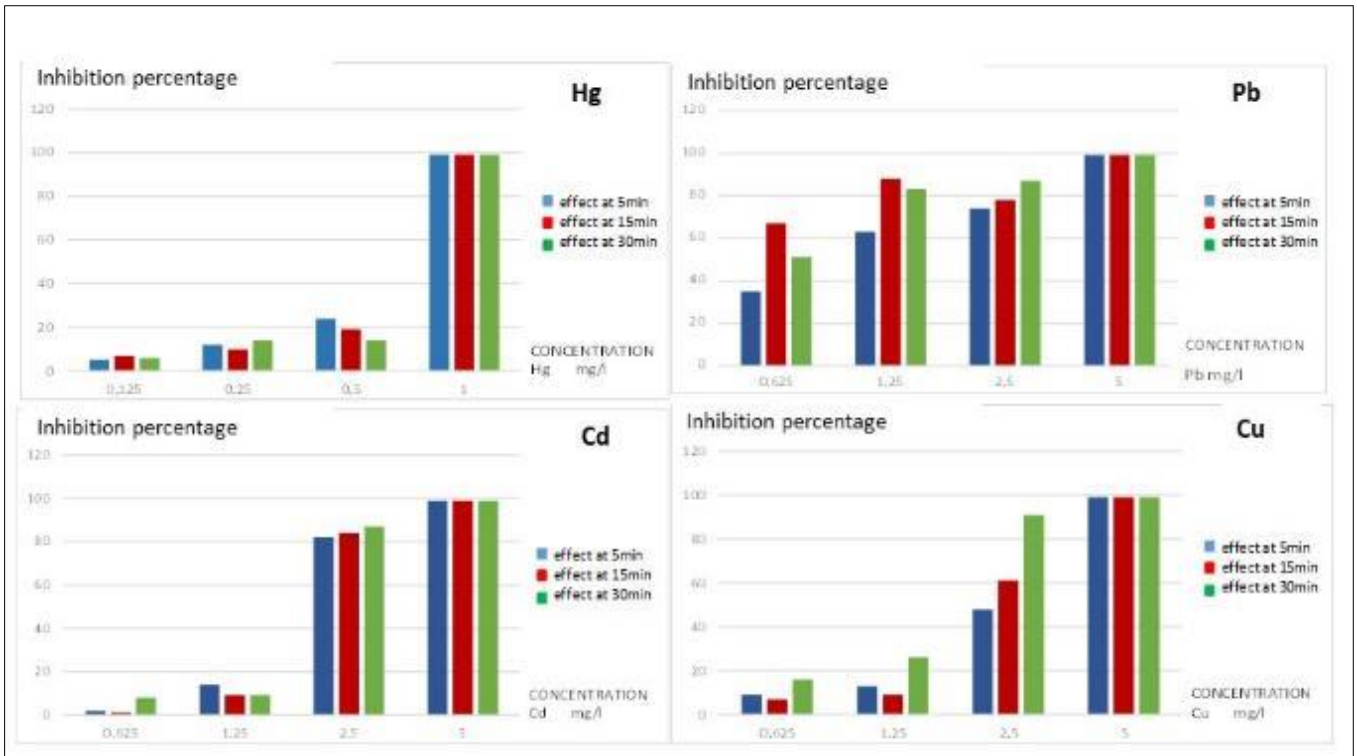 Inhibition percentage
Hg
120
100
80
60
40
20
0
0,125
0,25
0,5
1
effect at 5min
effect at 15min
effect at 30min
CONCENTRATION
Hg mg/l
Inhibition percentage
Pb
120
100
80
60
40
20
0
0,625
1,25
2,5
5
effect at 5min
effect at 15min
effect at 30min
CONCENTRATION
Pb mg/l
Inhibition percentage
Cd
120
100
80
60
40
20
0
0,625
1,25
2,5
5
effect at 5min
effect at 15min
effect at 30min
CONCENTRATION
Cd mg/l
Inhibition percentage
Cu
120
100
80
60
40
20
0
0,625
1,25
2,5
5
effect at 5min
effect at 15min
effect at 30min
CONCENTRATION
Cu mg/l